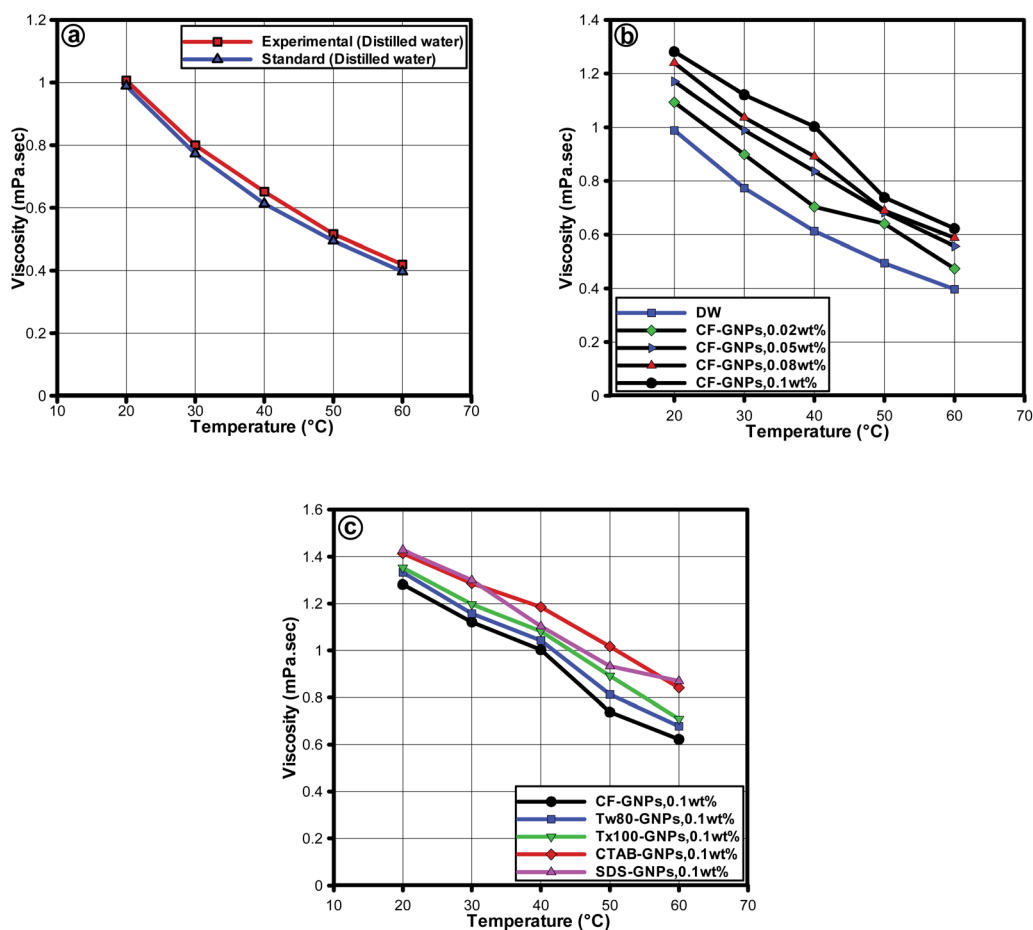 a
Experimental (Distilled water)
Standard (Distilled water)
1.2
1
0.8
0.6
0.4
0.2
0
Viscosity (mPa.sec)
10 20 30 40 50 60 70
Temperature (°C)
b
1.4
1.2
1
0.8
0.6
0.4
0.2
0
Viscosity (mPa.sec)
DW
CF-GNPs,0.02wt%
CF-GNPs,0.05wt%
CF-GNPs,0.08wt%
CF-GNPs,0.1wt%
20 30 40 50 60 70
Temperature (°C)
c
1.6
1.4
1.2
1
0.8
0.6
0.4
0.2
0
Viscosity (mPa.sec)
CF-GNPs,0.1wt%
Tw80-GNPs,0.1wt%
Tx100-GNPs,0.1wt%
CTAB-GNPs,0.1wt%
SDS-GNPs,0.1wt%
10 20 30 40 50 60 70
Temperature (°C)